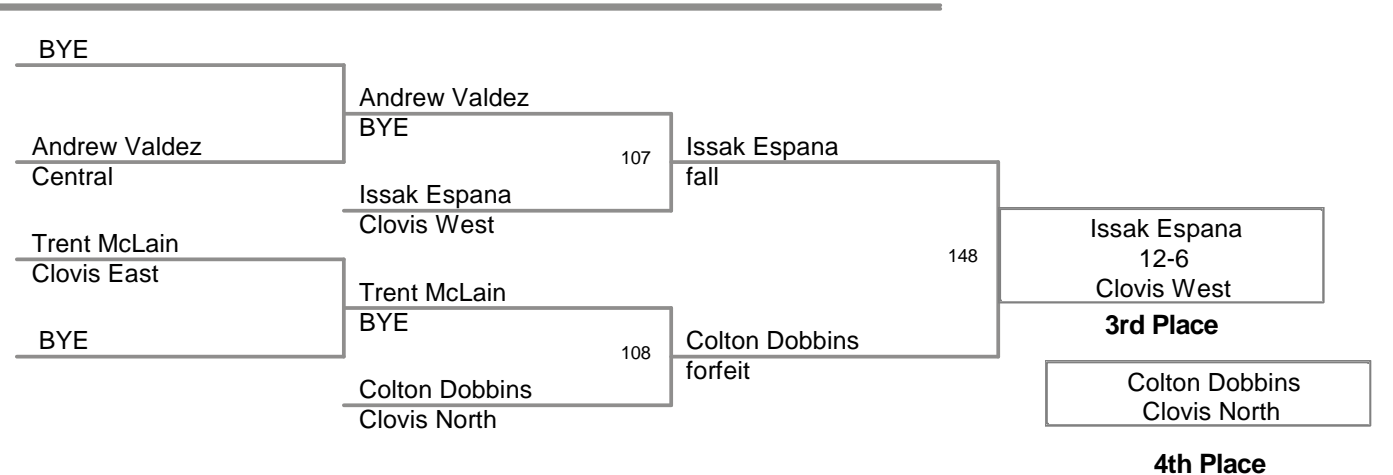 BYE
Andrew Valdez
BYE
Andrew Valdez
Central
107
Issak Espana
fall
Issak Espana
Clovis West
Trent McLain
Clovis East
148
Issak Espana
12-6
Clovis West
3rd Place
Trent McLain
BYE
BYE
108
Colton Dobbins
forfeit
Colton Dobbins
Clovis North
Colton Dobbins
Clovis North
4th Place